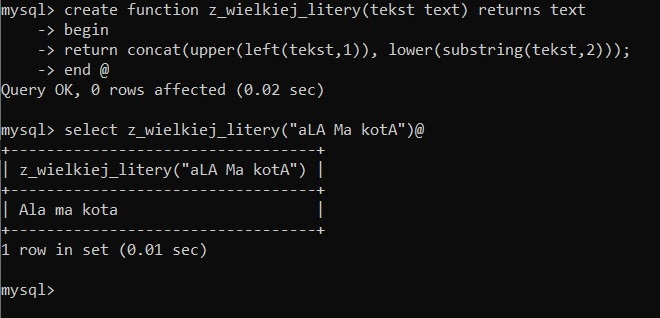 mysql> create function z_wielkiej_litery(tekst text) returns text
    -> begin
    -> return concat(upper(left(tekst,1)), lower(substring(tekst,2)));
    -> end @
Query OK, 0 rows affected (0.02 sec)

mysql> select z_wielkiej_litery("aLA Ma kotA")@
+--------------------------------+
| z_wielkiej_litery("aLA Ma kotA") |
+--------------------------------+
| Ala ma kota                    |
+--------------------------------+
1 row in set (0.01 sec)

mysql>